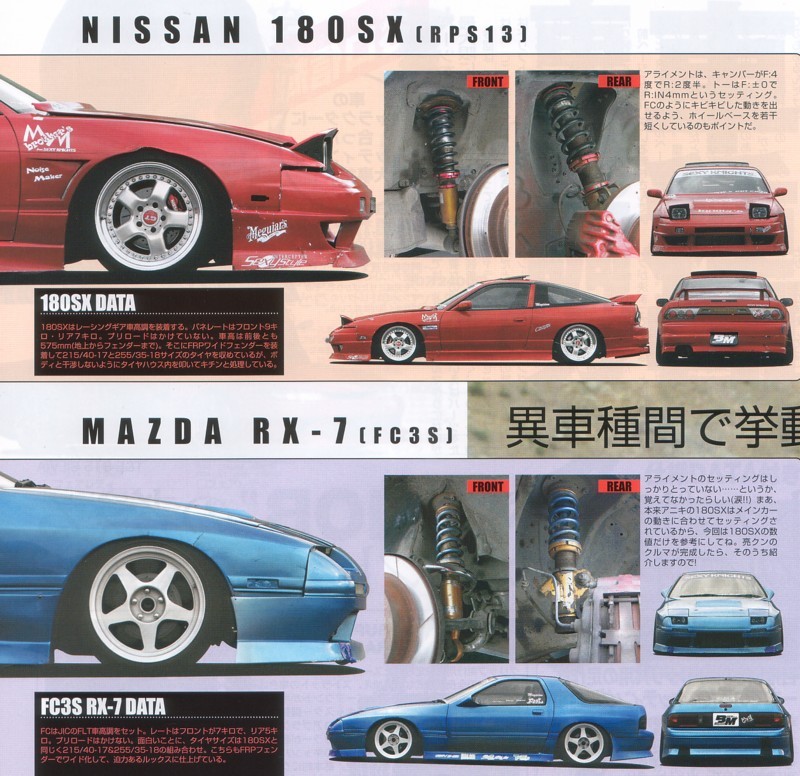 NISSAN 180SX (RPS13)
FRONT
REAR
アライメントは、キャンバーがF:4
度でR:2度半。トーはF:±0で
R:IN4mmというセッティング。
FCのようにキビキビした動きを出
せるよう、ホイールベースを若干
短くしているのもポイントだ。
M
brothers
Noise
Maker
Meguiar's
SexyStyle
SEXY KNIGHTS
180SX DATA
180SXはレーシングギア車高調を装着する。バネレートはフロント9キ
ロ・リア7キロ。プリロードはかけていない。車高は前後とも
575mm(地上からフェンダーまで)。そこにFRPワイドフェンダーを装
着して215/40-17と255/35-18サイズのタイヤを収めているが、ボ
ディと干渉しないようにタイヤハウス内を叩いてキチンと処理している。
MAZDA RX-7 (FC3S)
異車種間で挙動
FRONT
REAR
アライメントのセッティングはし
っかりとっていない……というか、
覚えてなかったらしい(涙!!) まあ、
本来アニキの180SXはメインカー
の動きに合わせてセッティングさ
れているから、今回は180SXの数
値だけを参考にしてね。亮クンの
クルマが完成したら、そのうち紹
介しますので!
SEXY KNIGHTS
FC3S RX-7 DATA
FCはJICのFLT車高調をセット。レートはフロントが7キロで、リア5キ
ロ。プリロードはかけない。面白いことに、タイヤサイズは180SXと
同じく215/40-17&255/35-18の組み合わせ。こちらもFRPフェン
ダーでワイド化して、迫力あるルックスに仕上げている。